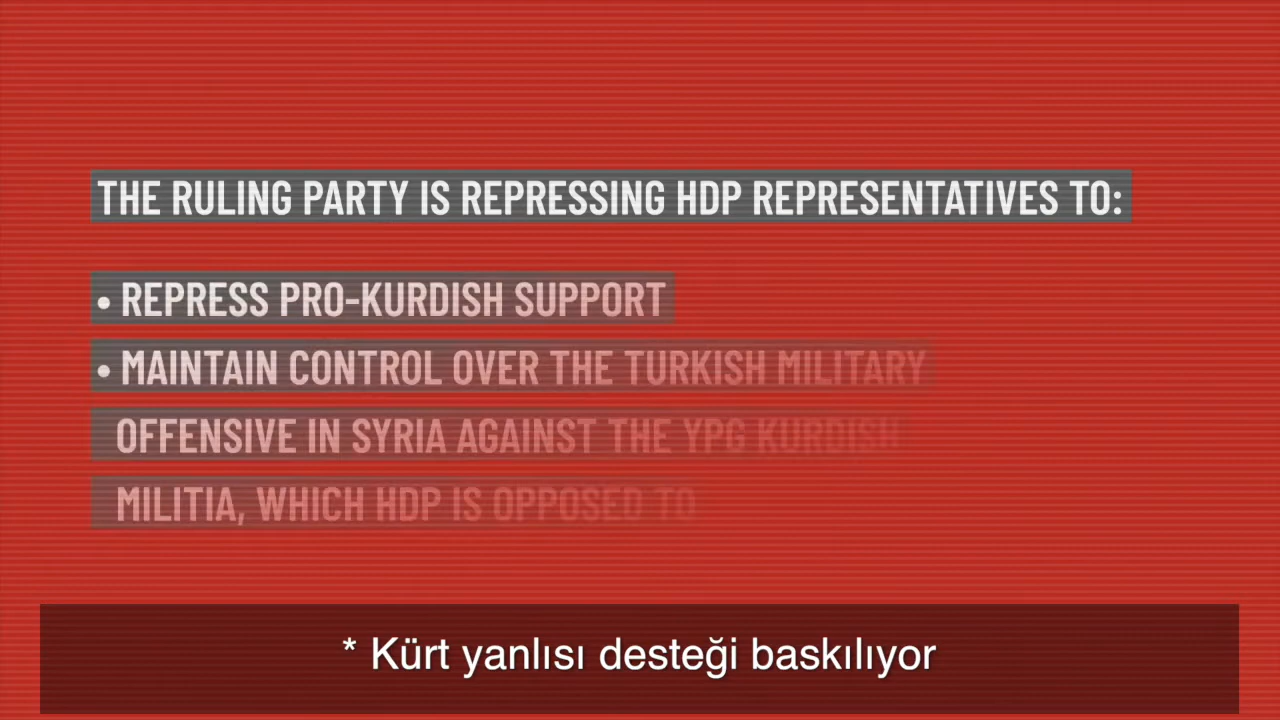 THE RULING PARTY IS REPRESSING HDP REPRESENTATIVES TO:
• REPRESS PRO-KURDISH SUPPORT
• MAINTAIN CONTROL OVER THE TURKISH MILITARY
OFFENSIVE IN SYRIA AGAINST THE YPG KURDISH
MILITIA, WHICH HDP IS OPPOSED TO
* Kürt yanlısı desteği baskılıyor